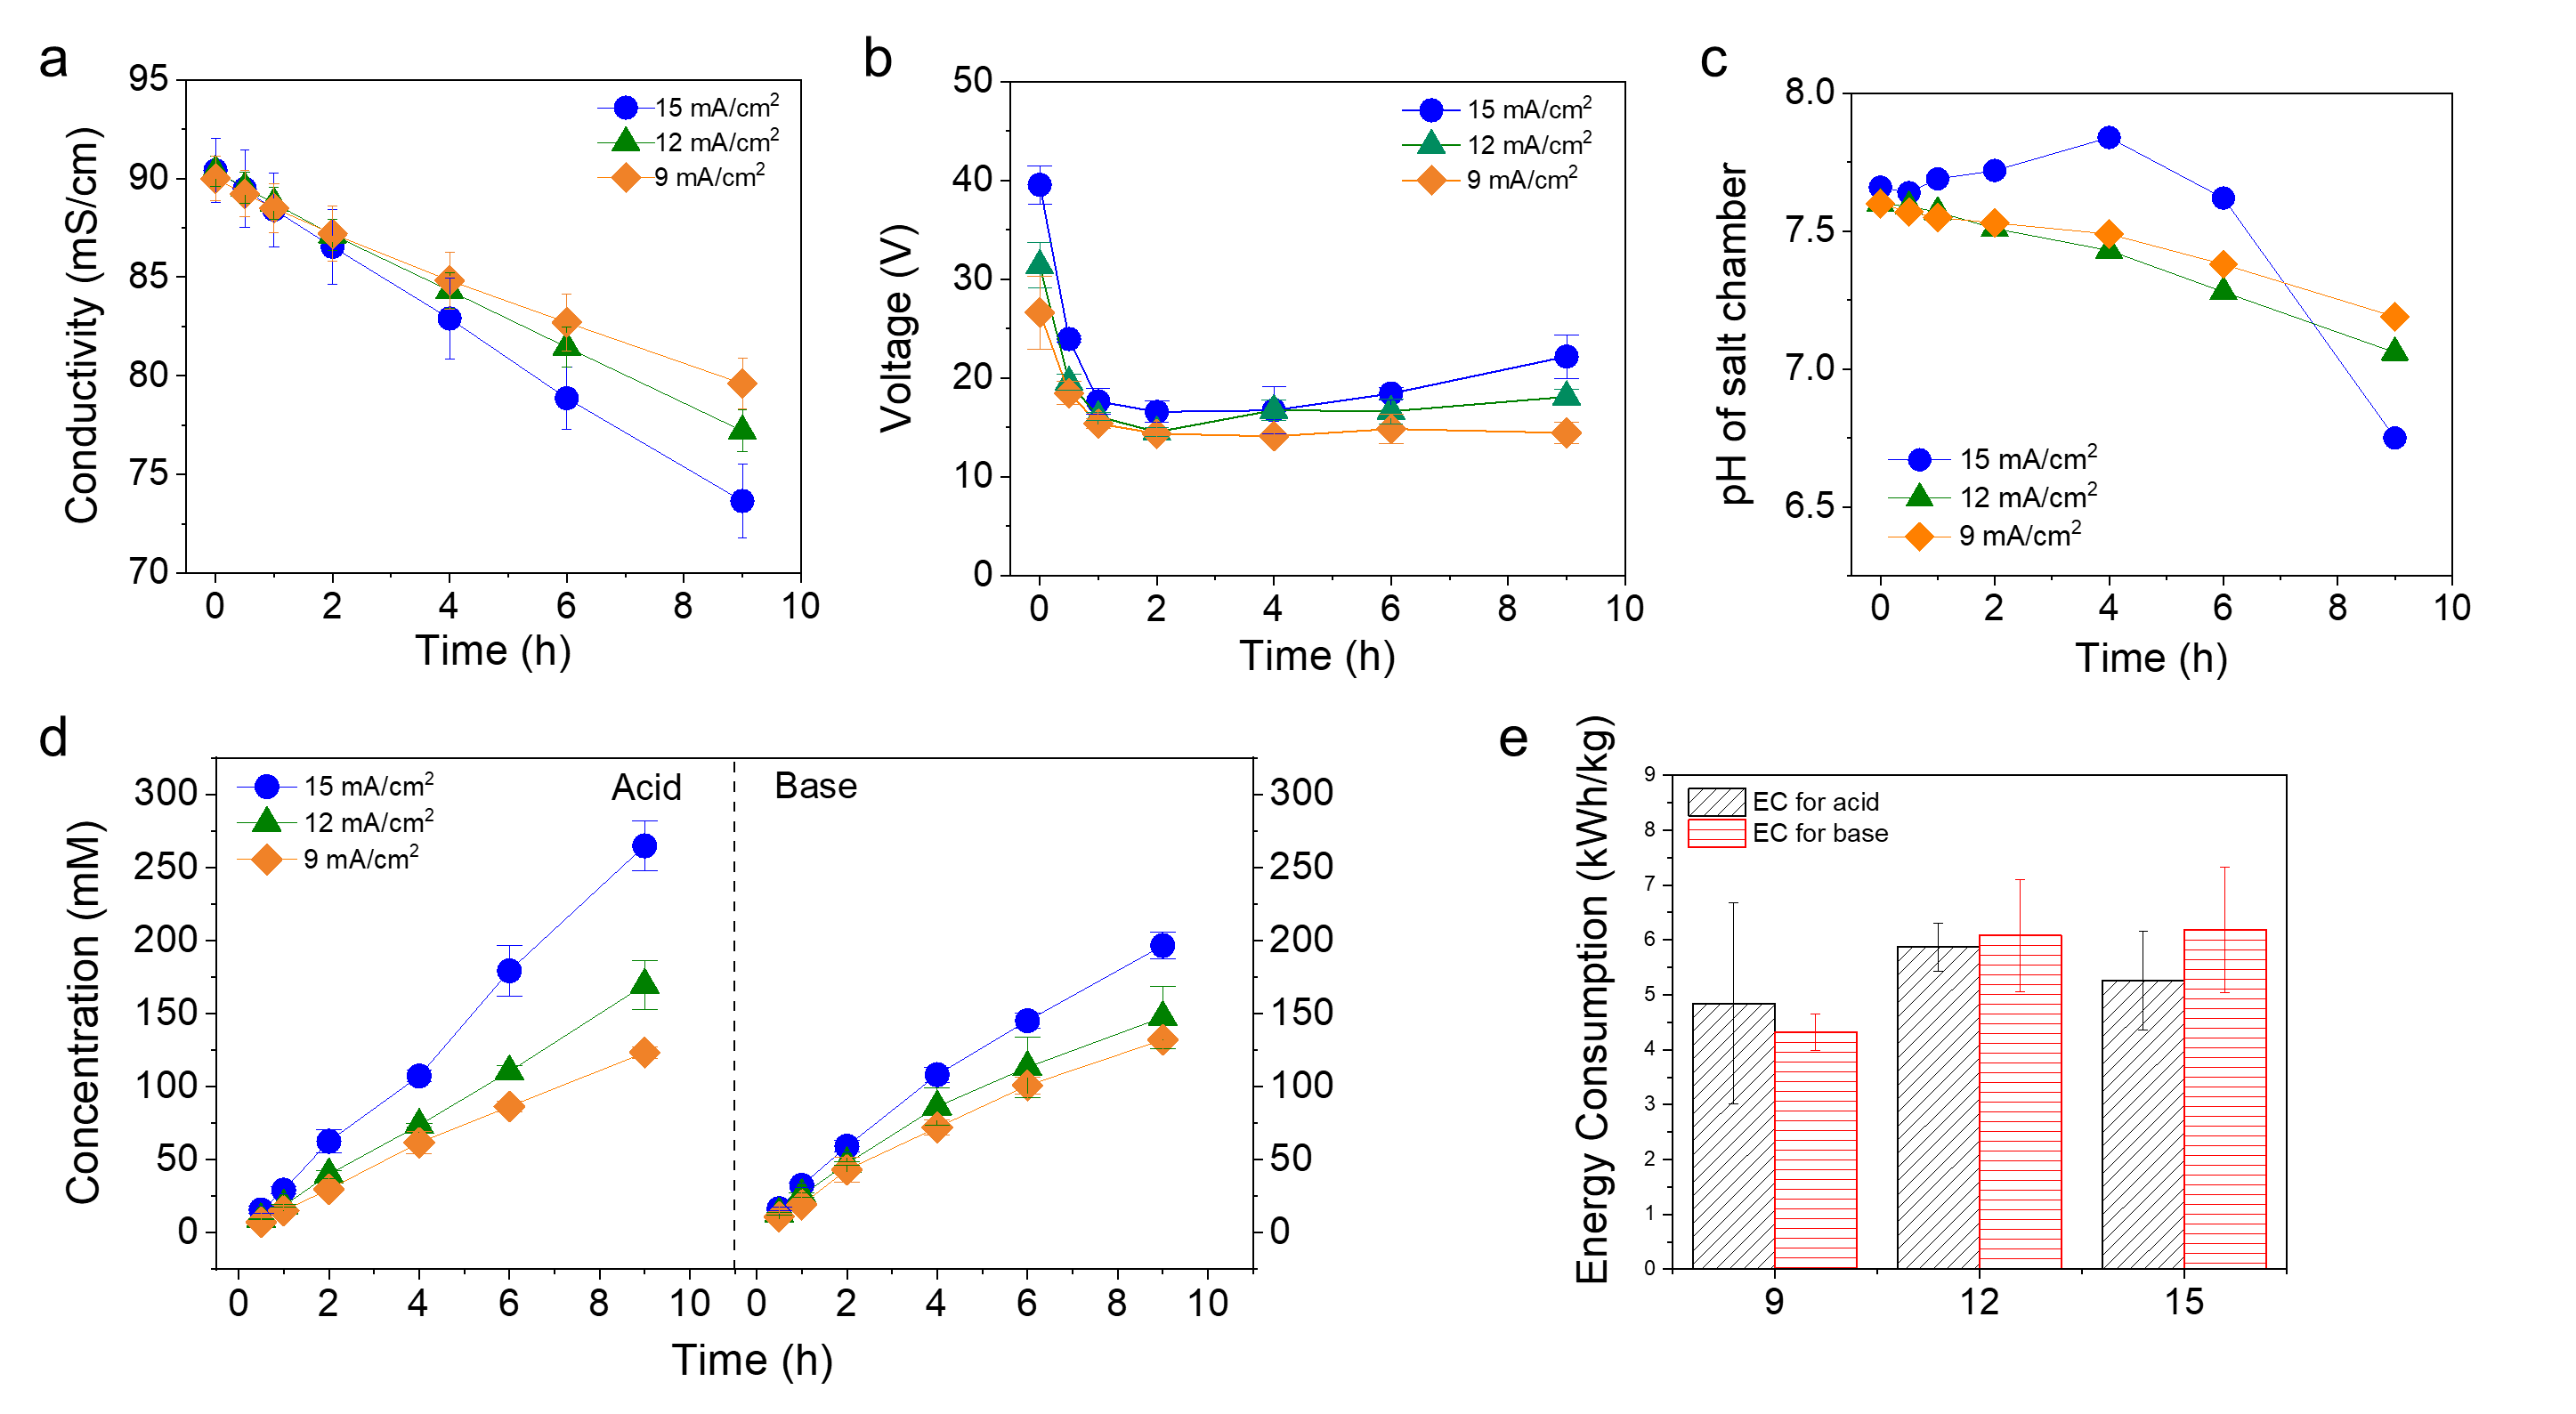 a
95
90
85
80
75
70
Conductivity (mS/cm)
15 mA/cm²
12 mA/cm²
9 mA/cm²
0 2 4 6 8 10
Time (h)
b
50
40
30
20
10
0
Voltage (V)
15 mA/cm²
12 mA/cm²
9 mA/cm²
0 2 4 6 8 10
Time (h)
c
8.0
7.5
7.0
6.5
pH of salt chamber
15 mA/cm²
12 mA/cm²
9 mA/cm²
0 2 4 6 8 10
Time (h)
d
300
250
200
150
100
50
0
Concentration (mM)
15 mA/cm²
12 mA/cm²
9 mA/cm²
Acid
Base
300
250
200
150
100
50
0
0 2 4 6 8 10 0 2 4 6 8 10
Time (h)
e
9
8
7
6
5
4
3
2
1
0
Energy Consumption (kWh/kg)
EC for acid
EC for base
9 12 15